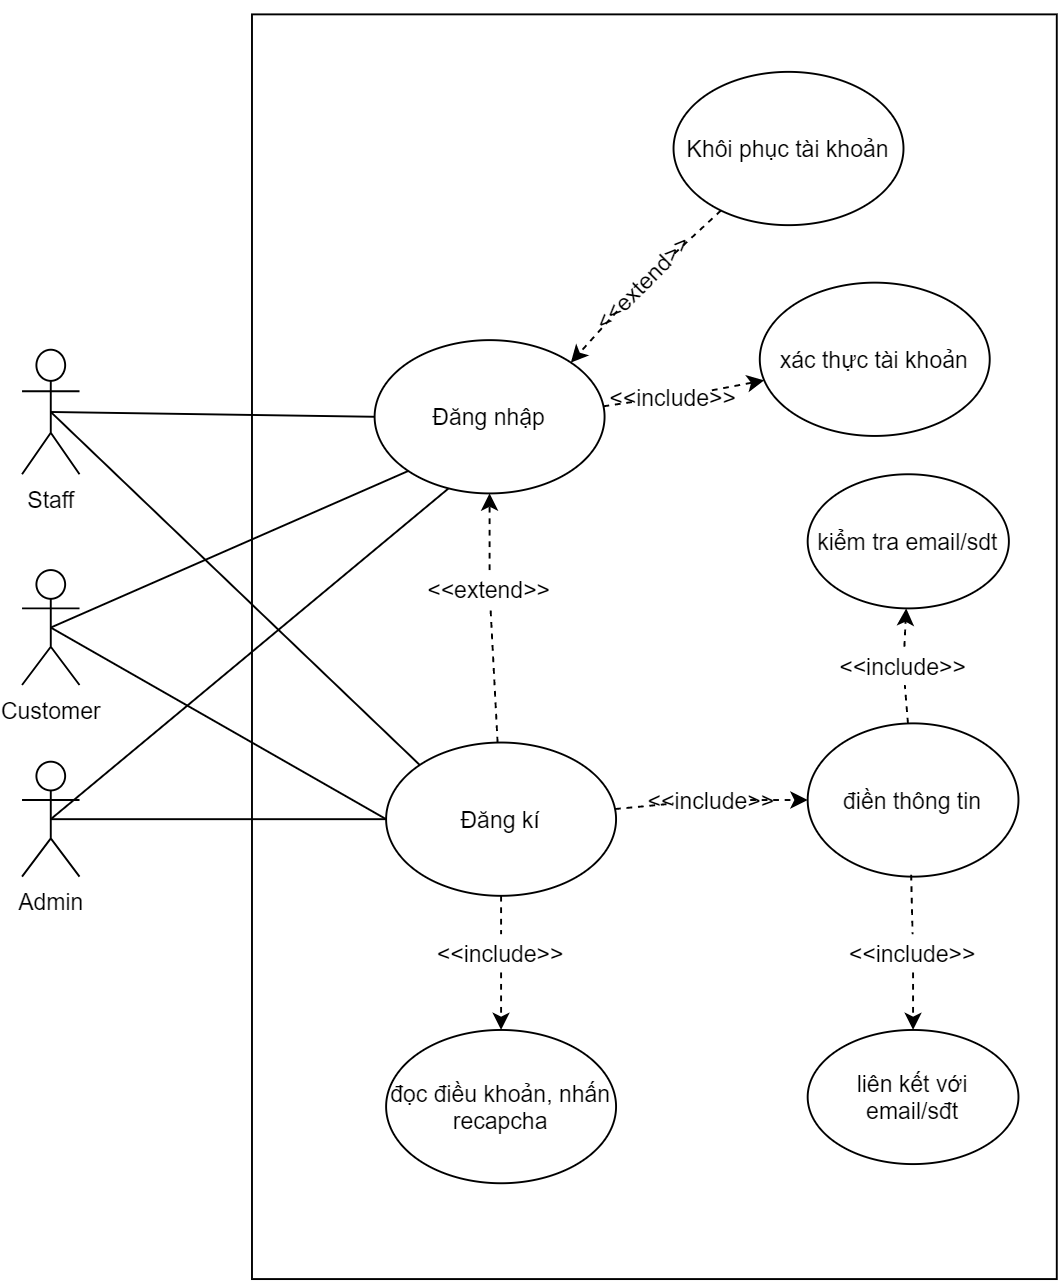 Khôi phục tài khoản
<<extend>>
xác thực tài khoản
<<include>>
Đăng nhập
Staff
kiểm tra email/sdt
<<extend>>
<<include>>
Customer
điền thông tin
<<include>>
Đăng kí
Admin
<<include>>
<<include>>
đọc điều khoản, nhấn
recapcha
liên kết với
email/sđt